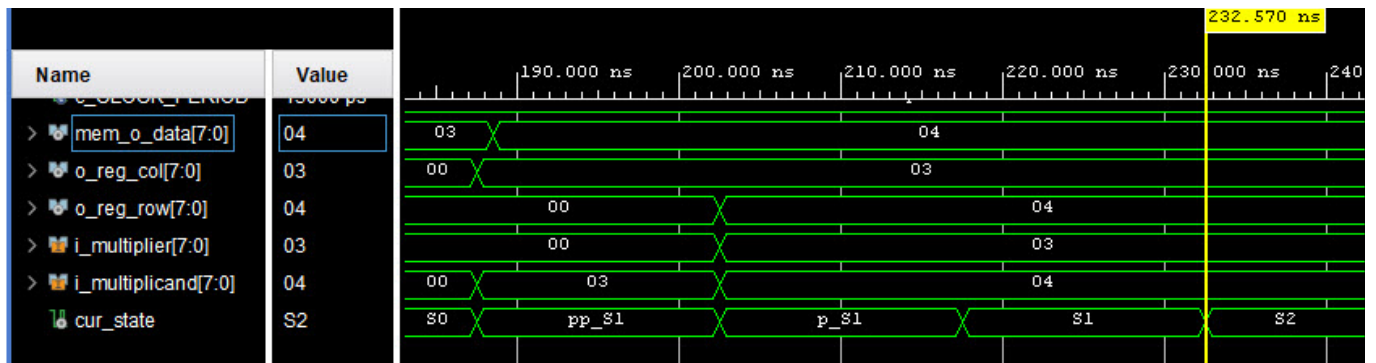 232.570 ns
Name Value 190.000 ns 200.000 ns 210.000 ns 220.000 ns 230.000 ns 240
c_CLOCK_PERIOD 15000 ps
mem_o_data[7:0] 04 03 04
o_reg_col[7:0] 03 00 03
o_reg_row[7:0] 04 00 04
i_multiplier[7:0] 03 00 03
i_multiplicand[7:0] 04 00 03 04
cur_state S2 S0 pp_S1 p_S1 S1 S2